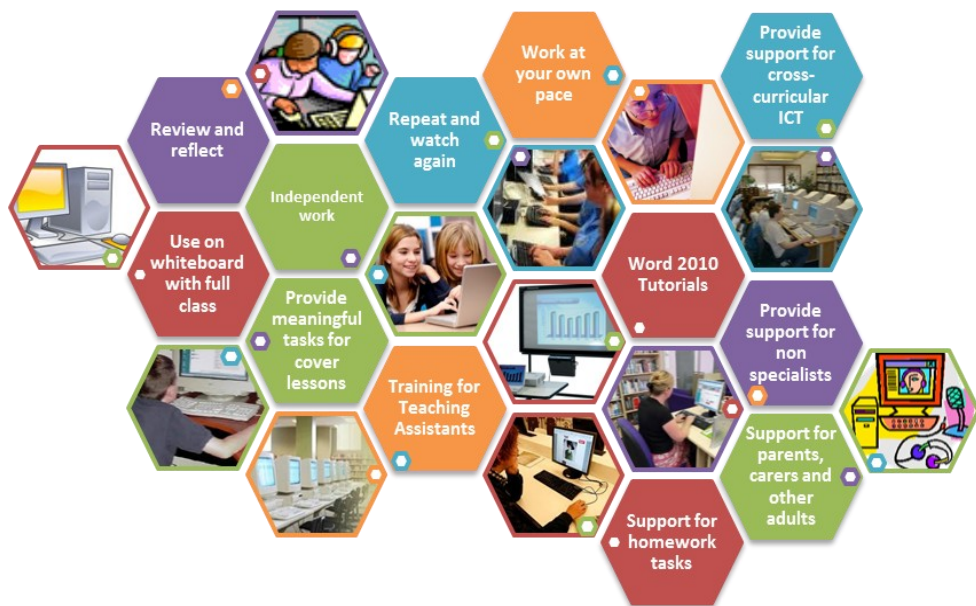 Review and
reflect
Use on
whiteboard
with full
class
Independent
work
Provide
meaningful
tasks for
cover
lessons
Repeat and
watch
again
Training for
Teaching
Assistants
Work at
your own
pace
Word 2010
Tutorials
Support for
homework
tasks
Provide
support for
cross-
curricular
ICT
Provide
support for
non
specialists
Support for
parents,
carers and
other
adults